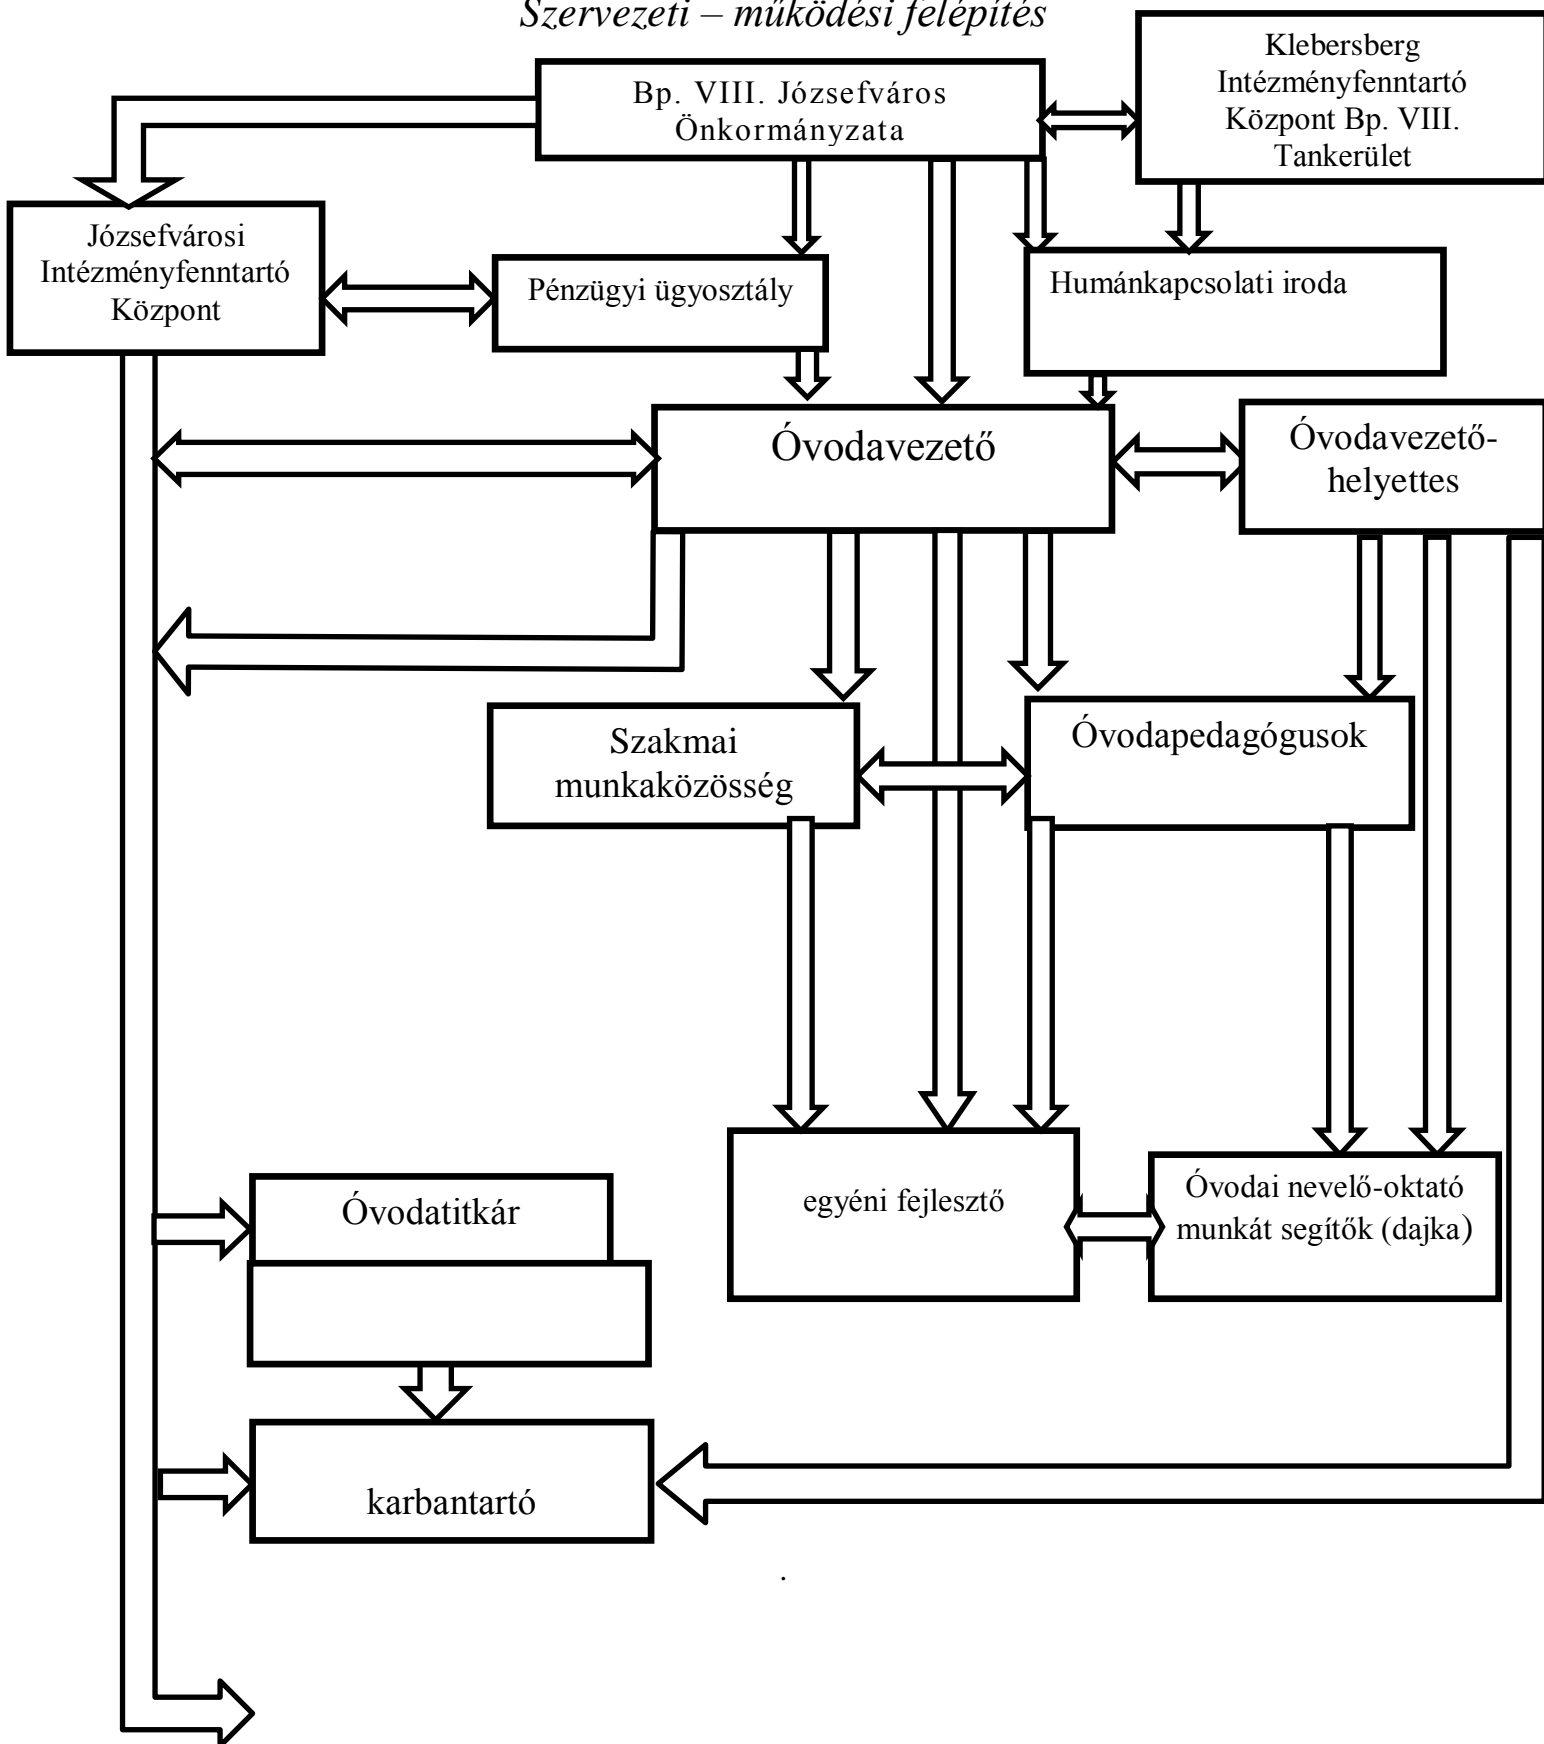 Szervezeti – működési felépítés
Klebersberg
Intézményfenntartó
Központ Bp. VIII.
Tankerület
Bp. VIII. Józsefváros
Önkormányzata
Józsefvárosi
Intézményfenntartó
Központ
Pénzügyi ügyosztály
Humánkapcsolati iroda
Óvodavezető
Óvodavezető-
helyettes
Szakmai
munkaközösség
Óvodapedagógusok
egyéni fejlesztő
Óvodai nevelő-oktató
munkát segítők (dajka)
Óvodatitkár
karbantartó
.